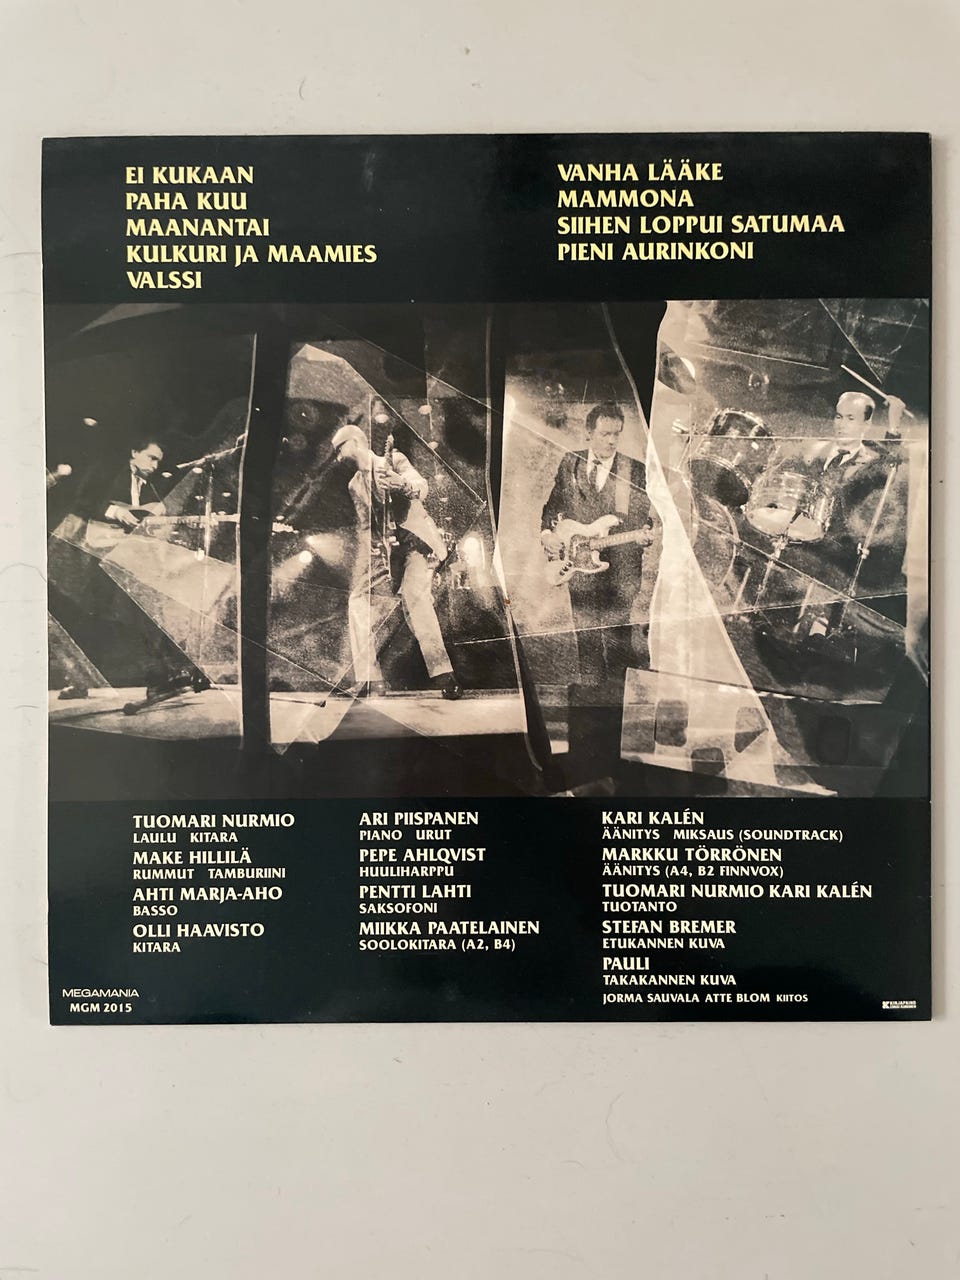 EI KUKAAN
PAHA KUU
MAANANTAI
KULKURI JA MAAMIES
VALSSI
VANHA LÄÄKE
MAMMONA
SIIHEN LOPPUI SATUMAA
PIENI AURINKONI
TUOMARI NURMIO
LAULU KITARA
MAKE HILLILÄ
RUMMUT TAMBURIINI
AHTI MARJA-AHO
BASSO
OLLI HAAVISTO
KITARA
ARI PIISPANEN
PIANO URUT
PEPE AHLQVIST
HUULIHARPPU
PENTTI LAHTI
SAKSOFONI
MIIKKA PAATELAINEN
SOOLOKITARA (A2, B4)
KARI KALÉN
ÄÄNITYS MIKSAUS (SOUNDTRACK)
MARKKU TÖRRÖNEN
ÄÄNITYS (A4, B2 FINNVOX)
TUOMARI NURMIO KARI KALÉN
TUOTANTO
STEFAN BREMER
ETUKANNEN KUVA
PAULI
TAKAKANNEN KUVA
JORMA SAUVALA ATTE BLOM KIITOS
MEGAMANIA
MGM 2015